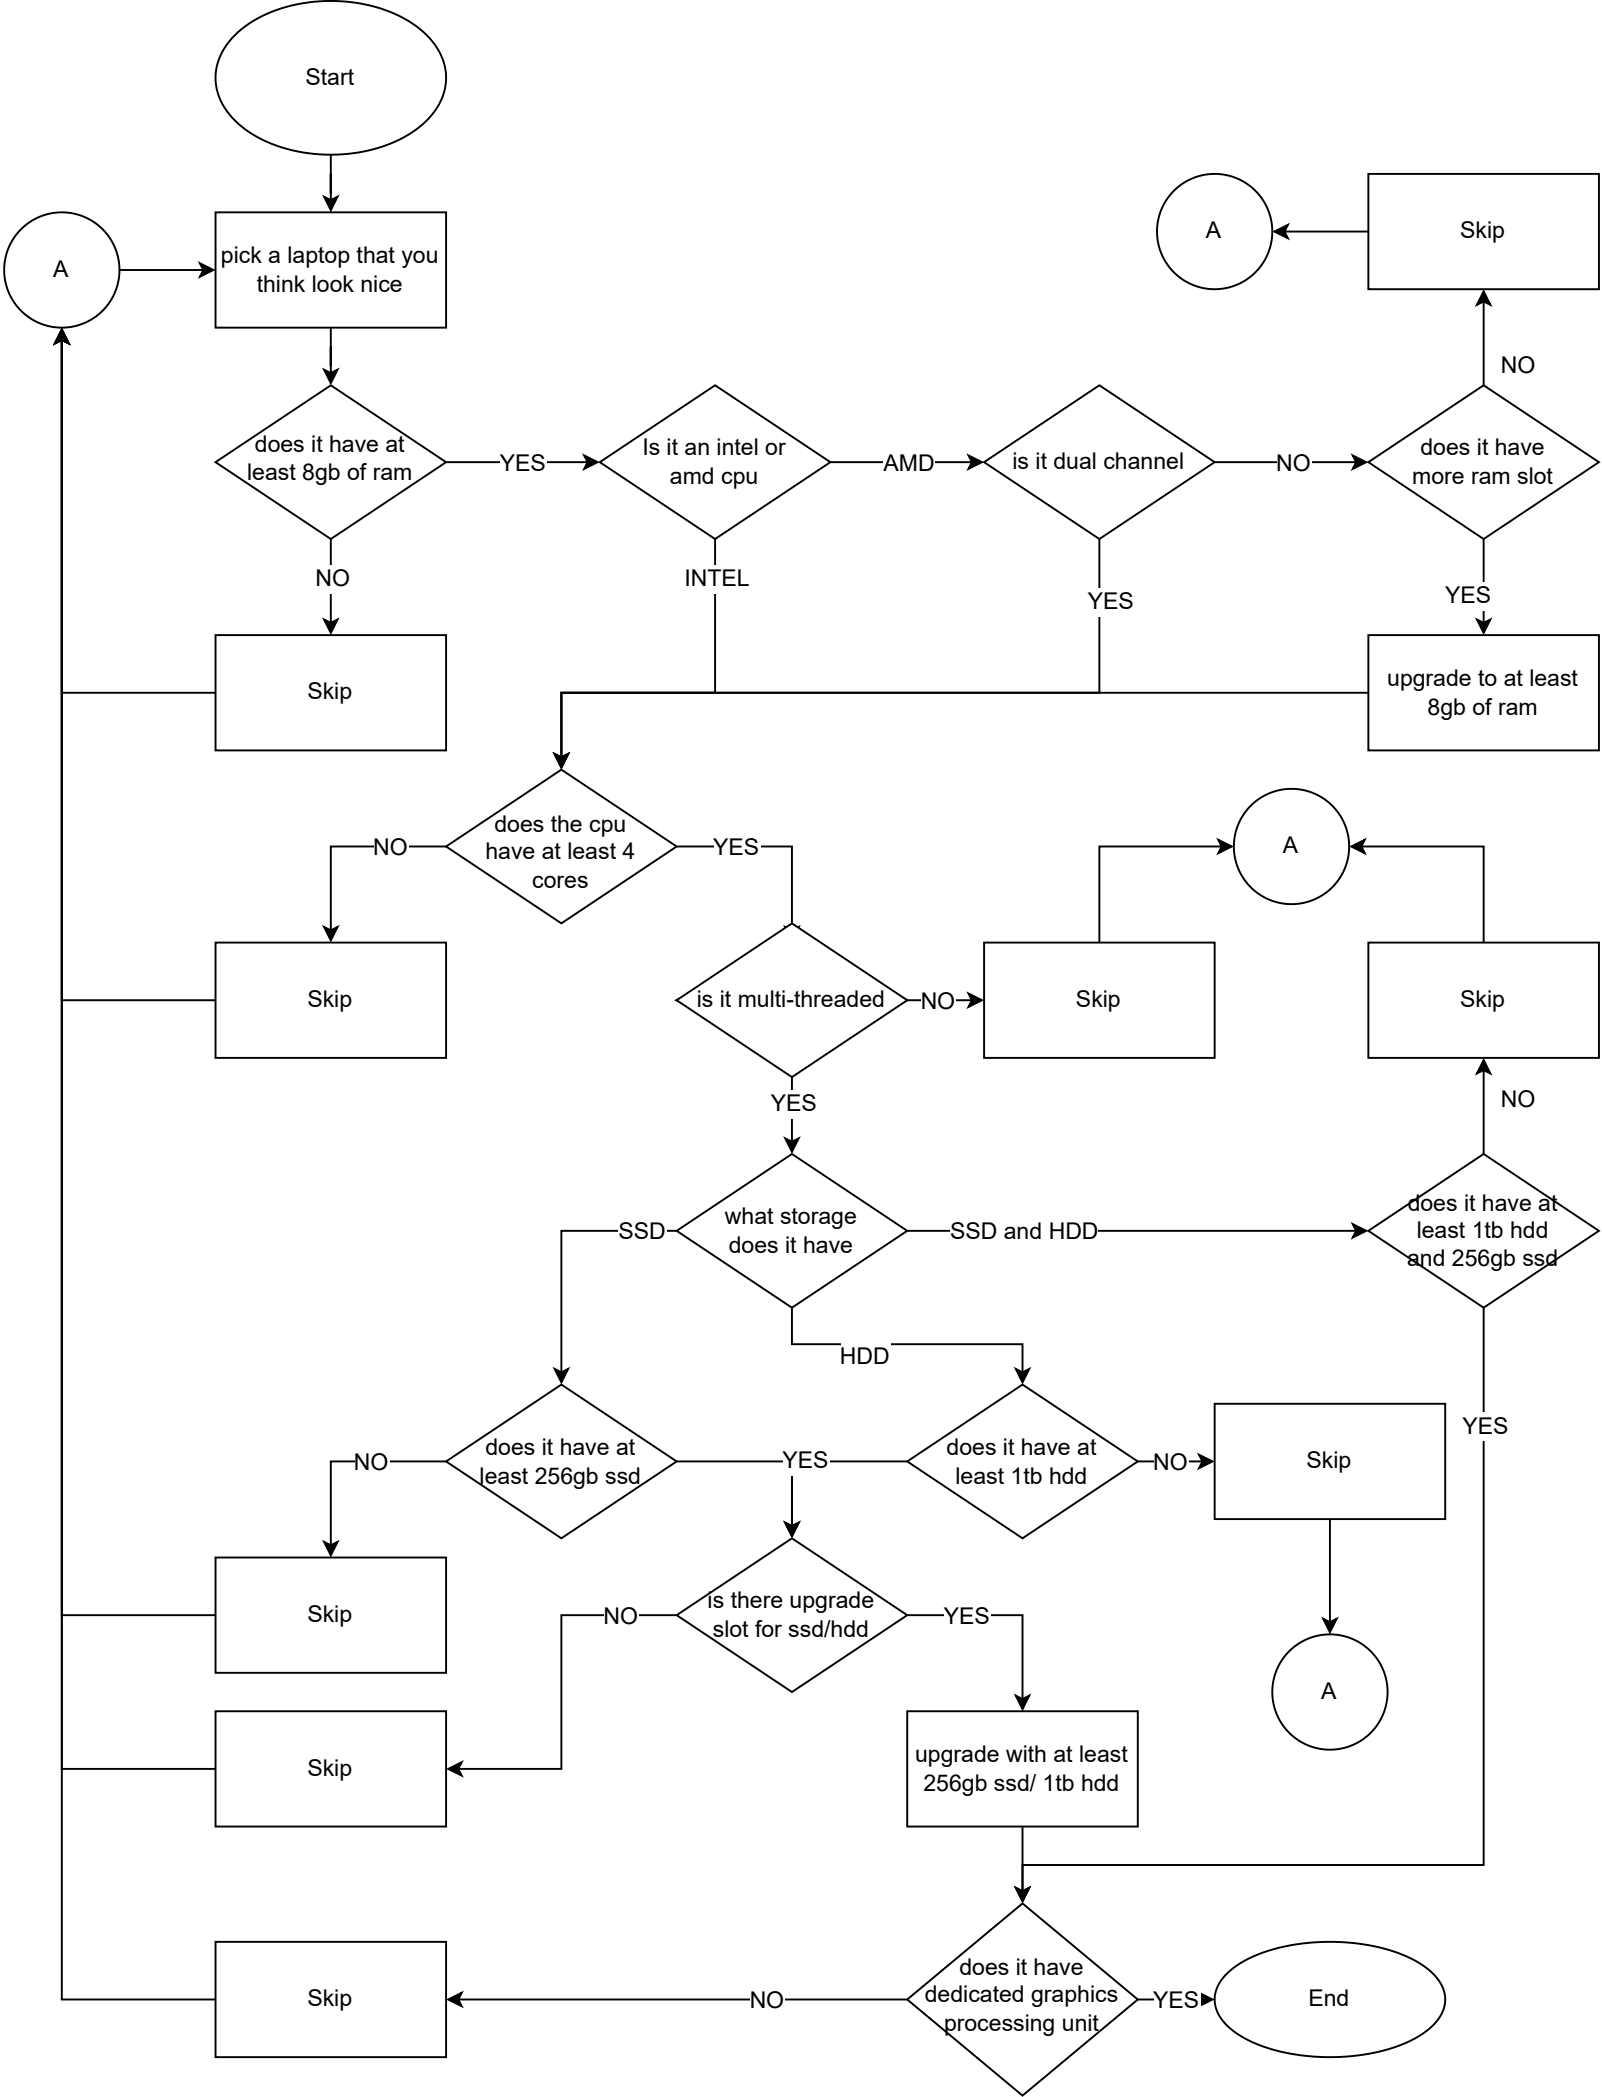 Start
A
pick a laptop that you
think look nice
A
Skip
NO
does it have at
least 8gb of ram
YES
Is it an intel or
amd cpu
AMD
is it dual channel
NO
does it have
more ram slot
NO
INTEL
YES
YES
Skip
upgrade to at least
8gb of ram
NO
does the cpu
have at least 4
cores
YES
A
Skip
is it multi-threaded
NO
Skip
Skip
YES
NO
SSD
what storage
does it have
SSD and HDD
does it have at
least 1tb hdd
and 256gb ssd
HDD
YES
NO
does it have at
least 256gb ssd
YES
does it have at
least 1tb hdd
NO
Skip
Skip
NO
is there upgrade
slot for ssd/hdd
YES
A
Skip
upgrade with at least
256gb ssd/ 1tb hdd
Skip
NO
does it have
dedicated graphics
processing unit
YES
End